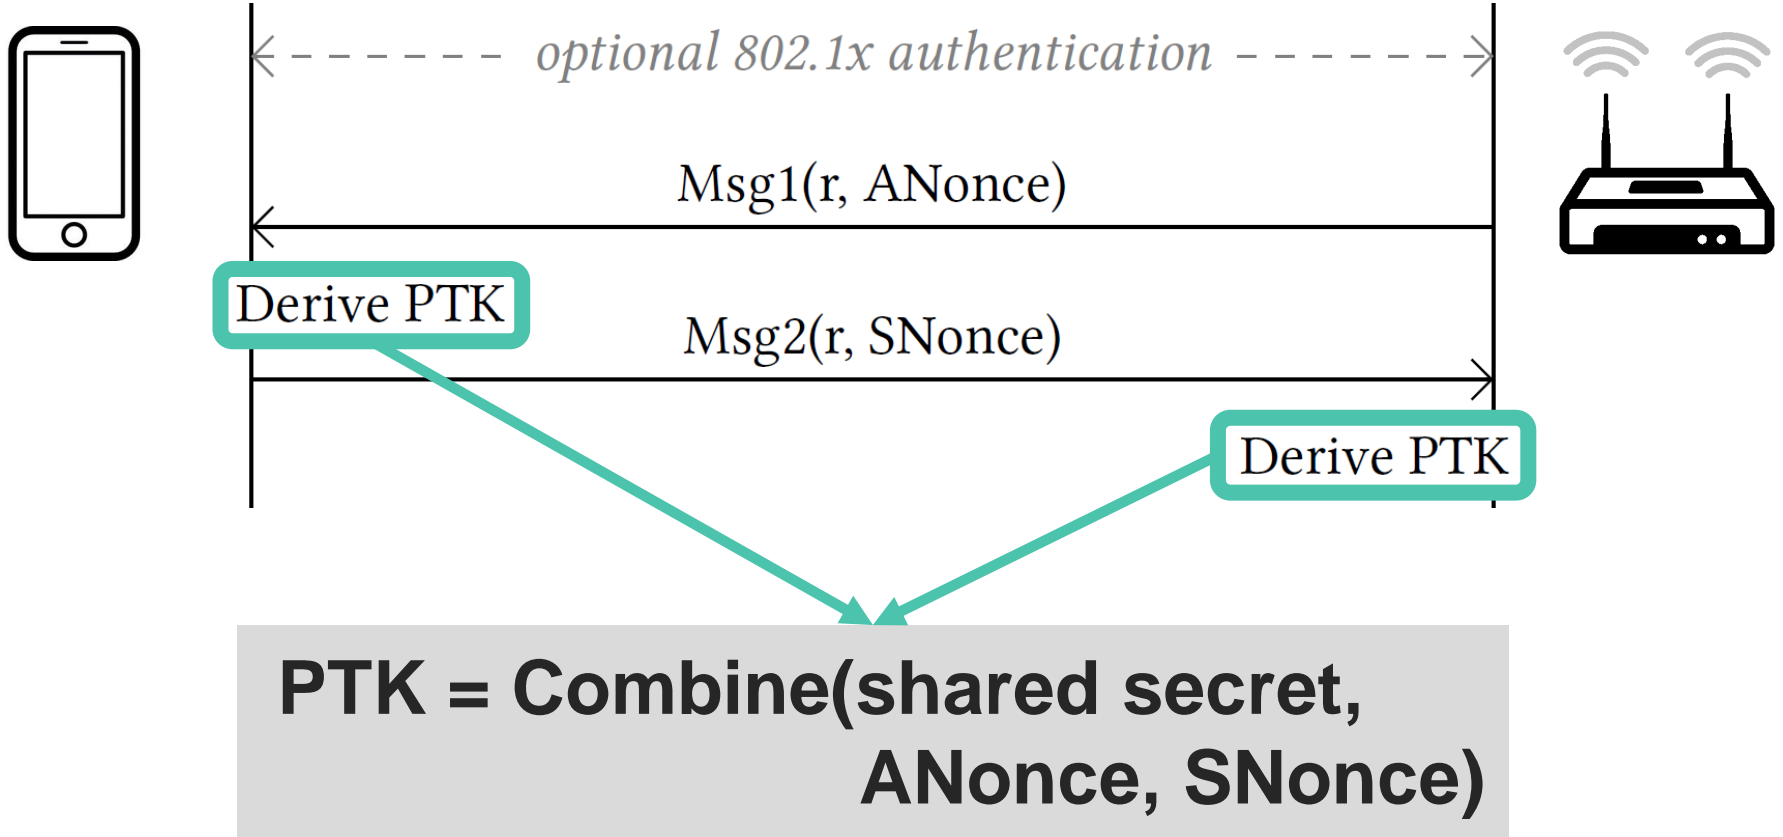 optional 802.1x authentication
Msg1(r, ANonce)
Derive PTK
Msg2(r, SNonce)
Derive PTK
PTK = Combine(shared secret,
ANonce, SNonce)